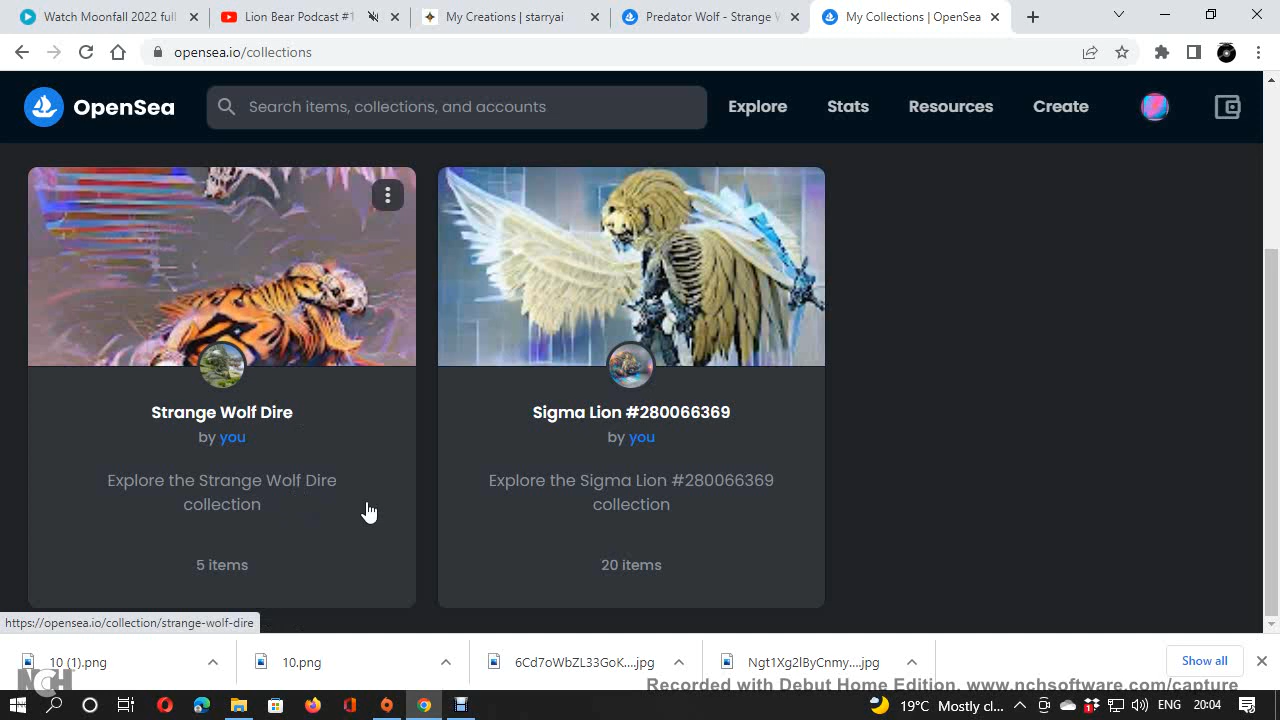 Watch Moonfall 2022 full
Lion Bear Podcast #1
My Creations | starryai
Predator Wolf - Strange W
My Collections | OpenSea
opensea.io/collections
OpenSea
Search items, collections, and accounts
Explore
Stats
Resources
Create
Strange Wolf Dire
by you
Explore the Strange Wolf Dire
collection
5 items
Sigma Lion #280066369
by you
Explore the Sigma Lion #280066369
collection
20 items
https://opensea.io/collection/strange-wolf-dire
10 (1).png
10.png
6Cd7oWbZL33GoK....jpg
Ngt1Xg2lByCnmy....jpg
Show all
NCH
Recorded with Debut Home Edition. www.nchsoftware.com/capture
19°C Mostly cl...
ENG
20:04